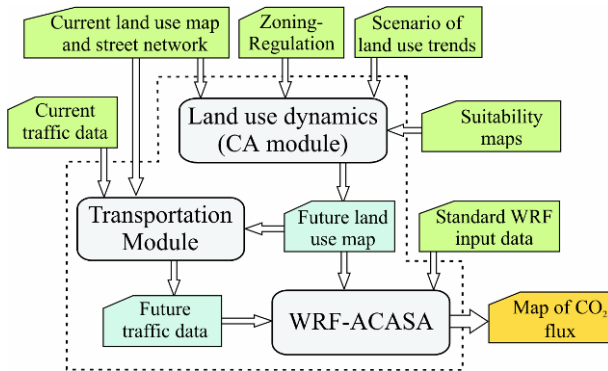 Current land use map
and street network
Zoning-
Regulation
Scenario of
land use trends
Current
traffic data
Land use dynamics
(CA module)
Suitability
maps
Transportation
Module
Future land
use map
Standard WRF
input data
Future
traffic data
WRF-ACASA
Map of CO₂
flux